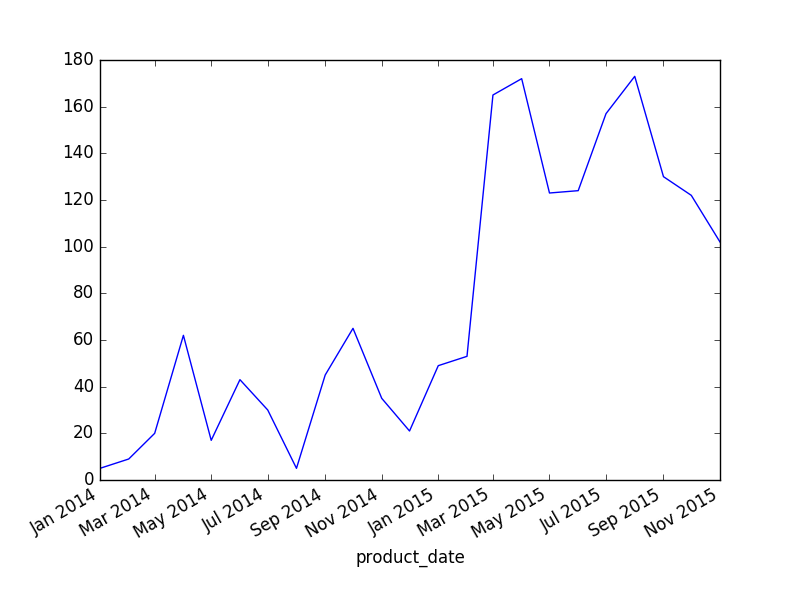 180
160
140
120
100
80
60
40
20
0
Jan 2014
Mar 2014
May 2014
Jul 2014
Sep 2014
Nov 2014
Jan 2015
Mar 2015
May 2015
Jul 2015
Sep 2015
Nov 2015
product_date